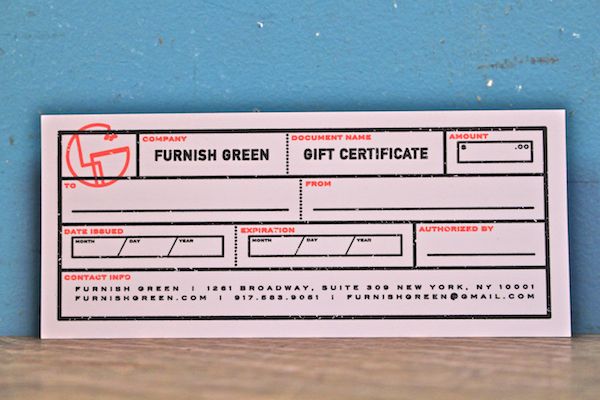 COMPANY
FURNISH GREEN
DOCUMENT NAME
GIFT CERTIFICATE
AMOUNT
$ .00
TO
FROM
DATE ISSUED
MONTH / DAY / YEAR
EXPIRATION
MONTH / DAY / YEAR
AUTHORIZED BY
CONTACT INFO
FURNISH GREEN | 1261 BROADWAY, SUITE 309 NEW YORK, NY 10001
FURNISHGREEN.COM | 917.583.9051 | FURNISHGREEN@GMAIL.COM